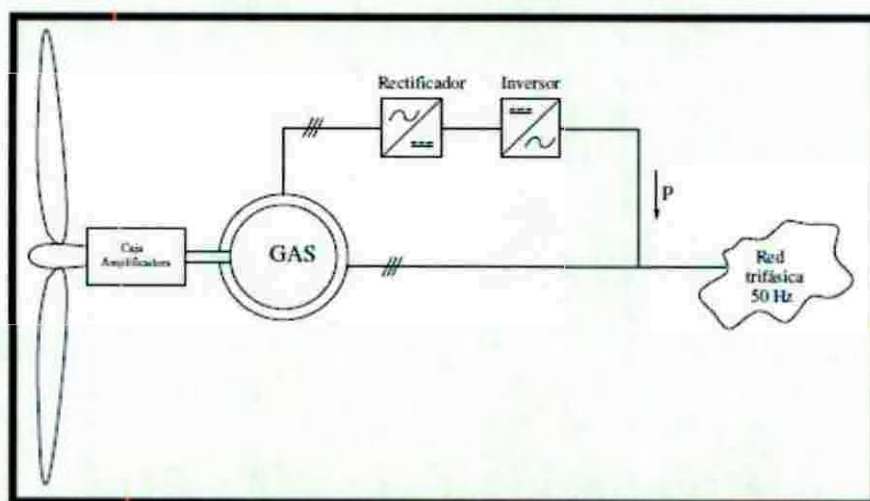 Rectificador
Inversor
P
Caja
Amplificadora
GAS
Red
trifásica
50 Hz